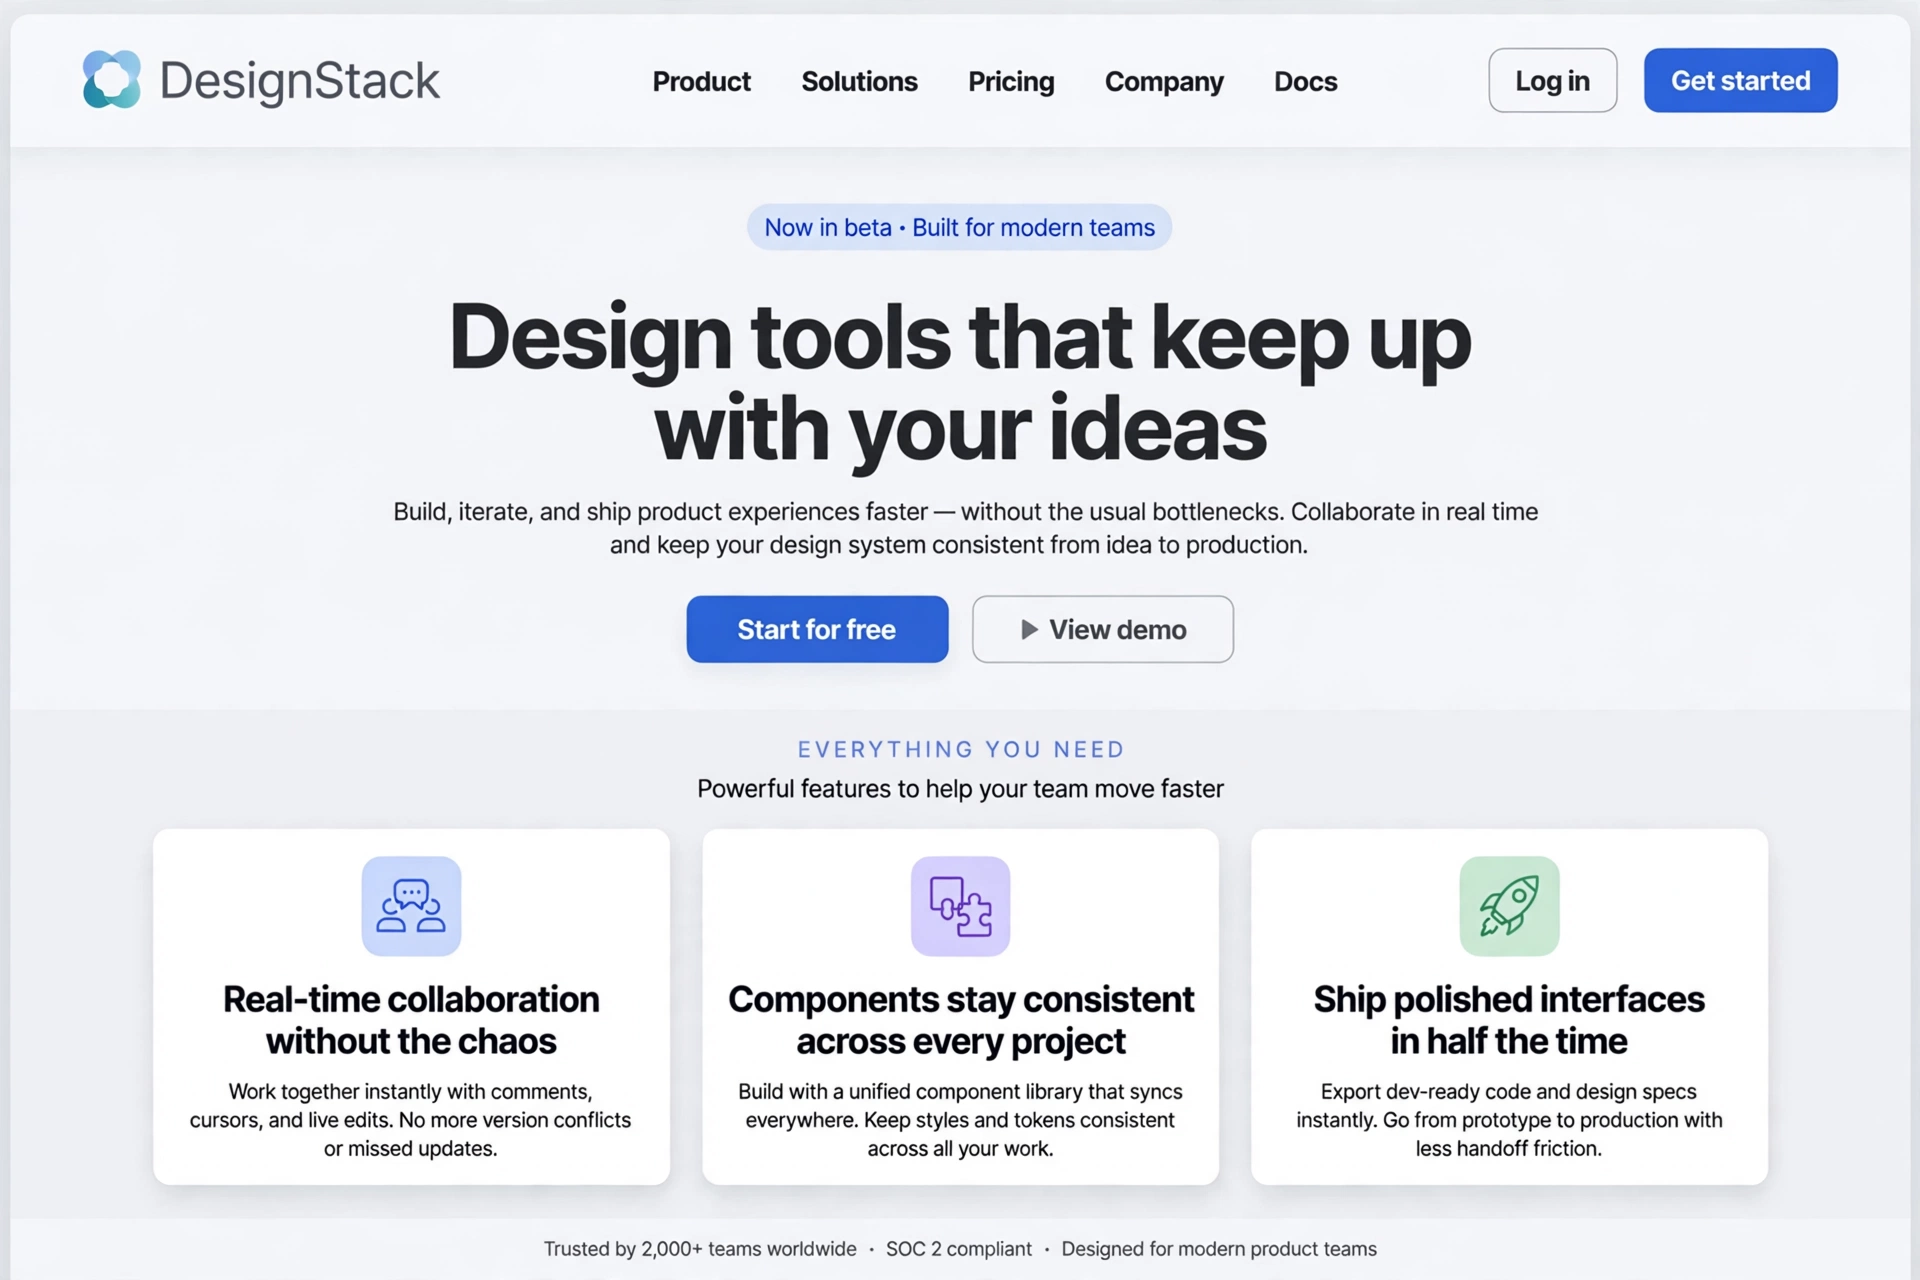 DesignStack
Product
Solutions
Pricing
Company
Docs
Log in
Get started
Now in beta • Built for modern teams
Design tools that keep up
with your ideas
Build, iterate, and ship product experiences faster — without the usual bottlenecks. Collaborate in real time
and keep your design system consistent from idea to production.
Start for free
View demo
EVERYTHING YOU NEED
Powerful features to help your team move faster
Real-time collaboration
without the chaos
Work together instantly with comments,
cursors, and live edits. No more version conflicts
or missed updates.
Components stay consistent
across every project
Build with a unified component library that syncs
everywhere. Keep styles and tokens consistent
across all your work.
Ship polished interfaces
in half the time
Export dev-ready code and design specs
instantly. Go from prototype to production with
less handoff friction.
Trusted by 2,000+ teams worldwide · SOC 2 compliant · Designed for modern product teams